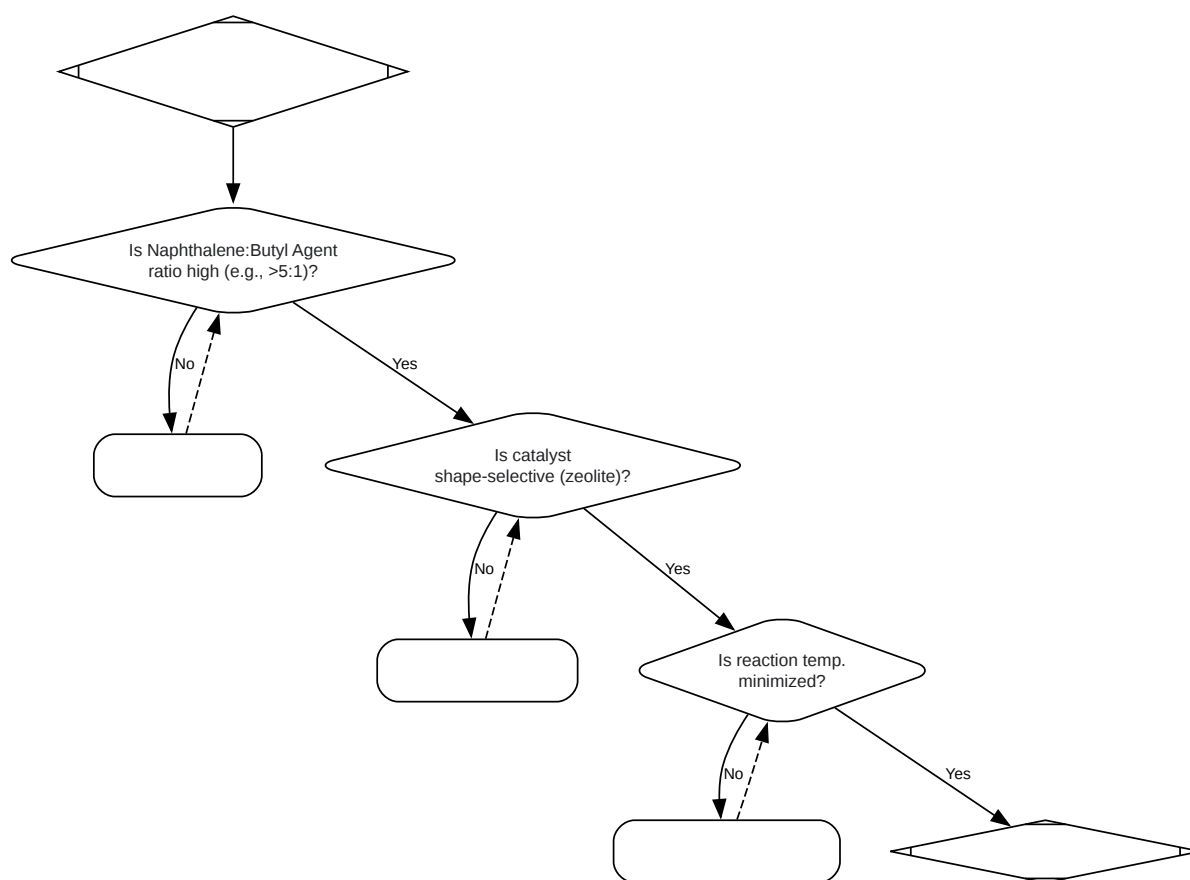 Is Naphthalene:Butyl Agent
ratio high (e.g., >5:1)?
No
Yes
Is catalyst
shape-selective (zeolite)?
No
Yes
Is reaction temp.
minimized?
No
Yes